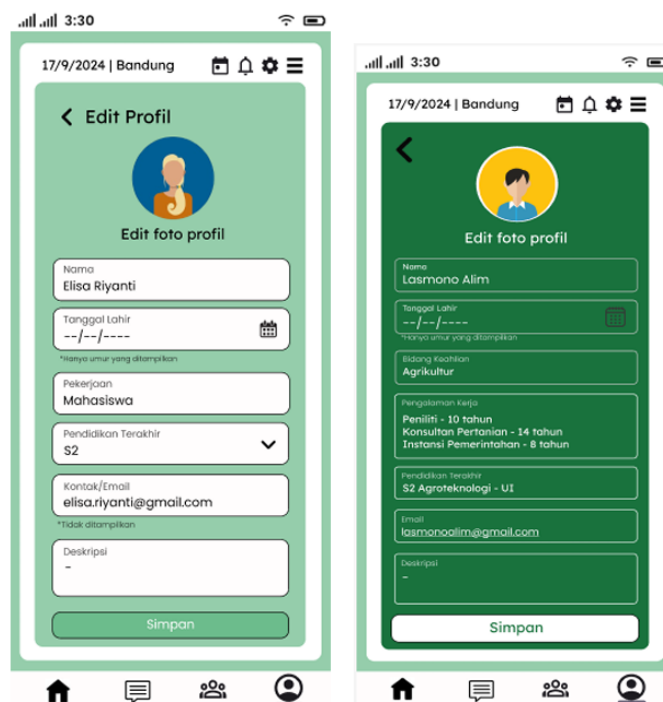 3:30
17/9/2024 | Bandung
Edit Profil
Edit foto profil
Nama
Elisa Riyanti
Tanggal Lahir
--/--/----
*Hanya umur yang ditampilkan
Pekerjaan
Mahasiswa
Pendidikan Terakhir
S2
Kontak/Email
elisa.riyanti@gmail.com
*Tidak ditampilkan
Deskripsi
-
Simpan
3:30
17/9/2024 | Bandung
Edit foto profil
Nama
Lasmono Alim
Tanggal Lahir
--/--/----
*Hanya umur yang ditampilkan
Bidang Keahlian
Agrikultur
Pengalaman Kerja
Peniliti - 10 tahun
Konsultan Pertanian - 14 tahun
Instansi Pemerintahan - 8 tahun
Pendidikan Terakhir
S2 Agroteknologi - UI
Email
lasmonoalim@gmail.com
Deskripsi
-
Simpan